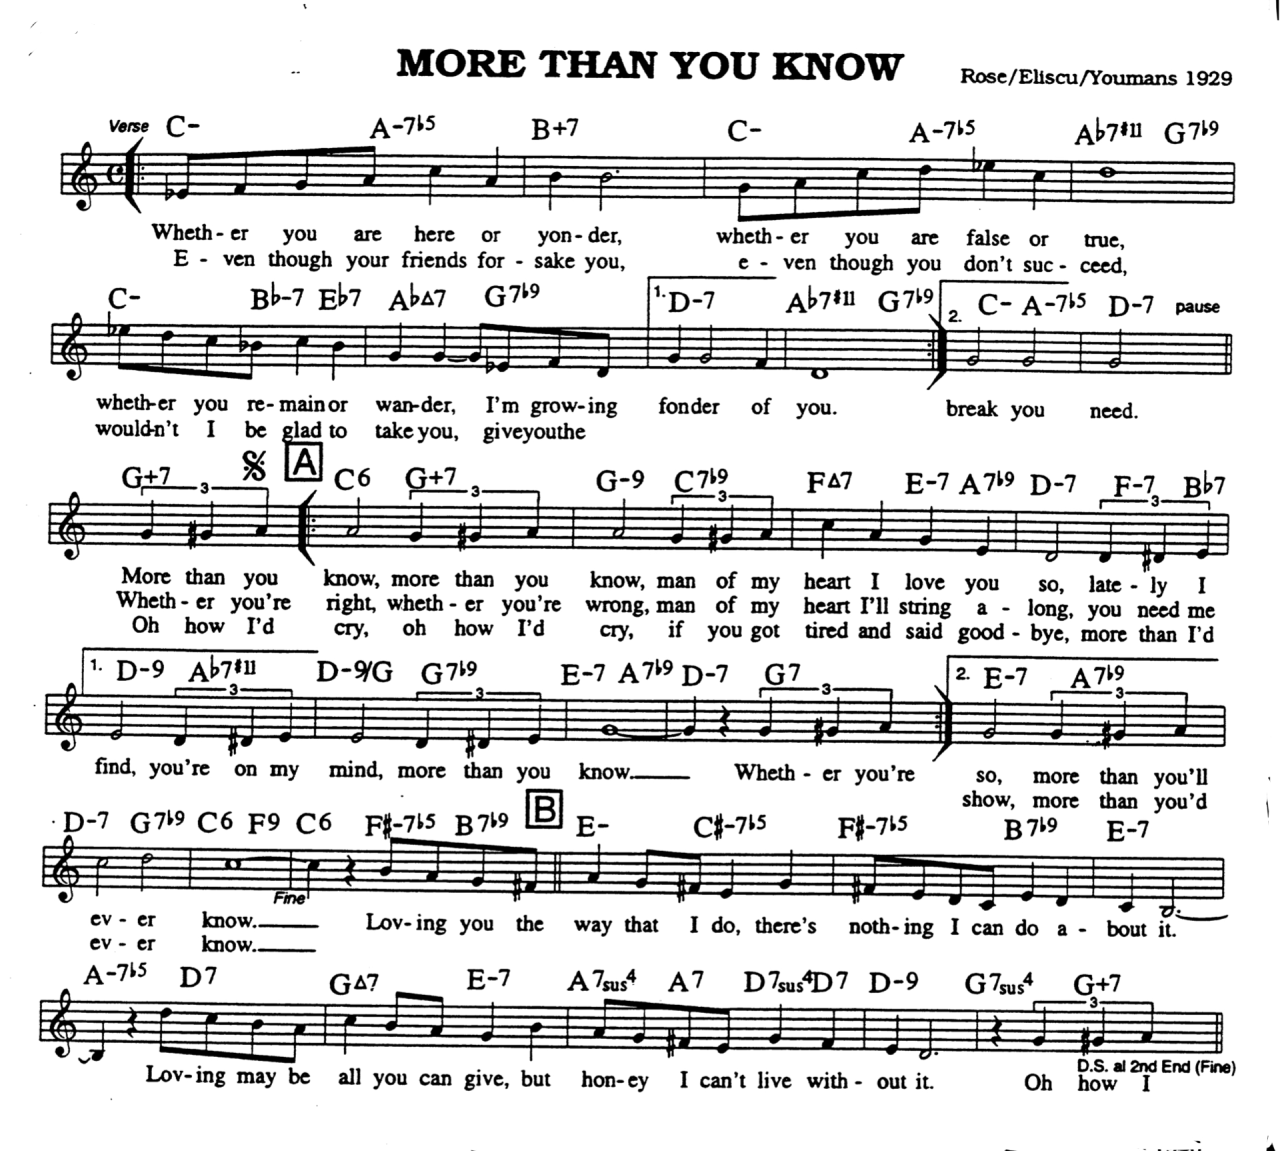 MORE THAN YOU KNOW
Rose/Eliscu/Youmans 1929
Verse C- A-7♭5 B+7 C- A-7♭5 A♭7#11 G7♭9
Wheth- er you are here or yon- der, wheth- er you are false or true,
E - ven though your friends for - sake you, e - ven though you don't suc - ceed,
C- B♭-7 E♭7 A♭Δ7 G7♭9 1. D-7 A♭7#11 G7♭9 2. C- A-7♭5 D-7 pause
wheth-er you re-main or wan-der, I'm grow-ing fonder of you. break you need.
wouldn't I be glad to take you, give you the
G+7 3 A C6 G+7 3 G-9 C7♭9 3 FΔ7 E-7 A7♭9 D-7 F-7 3 B♭7
More than you know, more than you know, man of my heart I love you so, late - ly I
Wheth - er you're right, wheth - er you're wrong, man of my heart I'll string a - long, you need me
Oh how I'd cry, oh how I'd cry, if you got tired and said good - bye, more than I'd
1. D-9 A♭7#11 3 D-9/G G7♭9 3 E-7 A7♭9 D-7 G7 3 2. E-7 A7♭9 3
find, you're on my mind, more than you know. Wheth - er you're so, more than you'll
show, more than you'd
D-7 G7♭9 C6 F9 C6 F#-7♭5 B7♭9 B E- C#-7♭5 F#-7♭5 B7♭9 E-7
Fine
ev - er know. Lov- ing you the way that I do, there's noth- ing I can do a - bout it.
ev - er know.
A-7♭5 D7 GΔ7 E-7 A7sus4 A7 D7sus4 D7 D-9 G7sus4 G+7 3
D.S. al 2nd End (Fine)
Lov- ing may be all you can give, but hon-ey I can't live with - out it. Oh how I